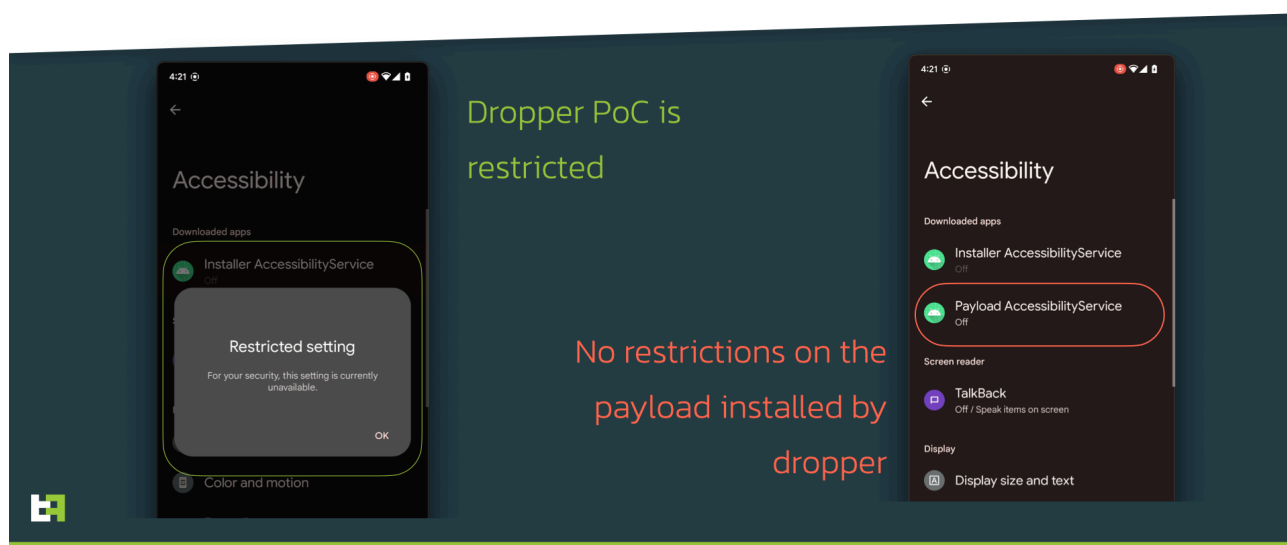 4:21
Accessibility
Downloaded apps
Installer AccessibilityService
Off
Restricted setting
For your security, this setting is currently
unavailable.
OK
Color and motion
Dropper PoC is
restricted
No restrictions on the
payload installed by
dropper
4:21
Accessibility
Downloaded apps
Installer AccessibilityService
Off
Payload AccessibilityService
Off
Screen reader
TalkBack
Off / Speak items on screen
Display
A
Display size and text